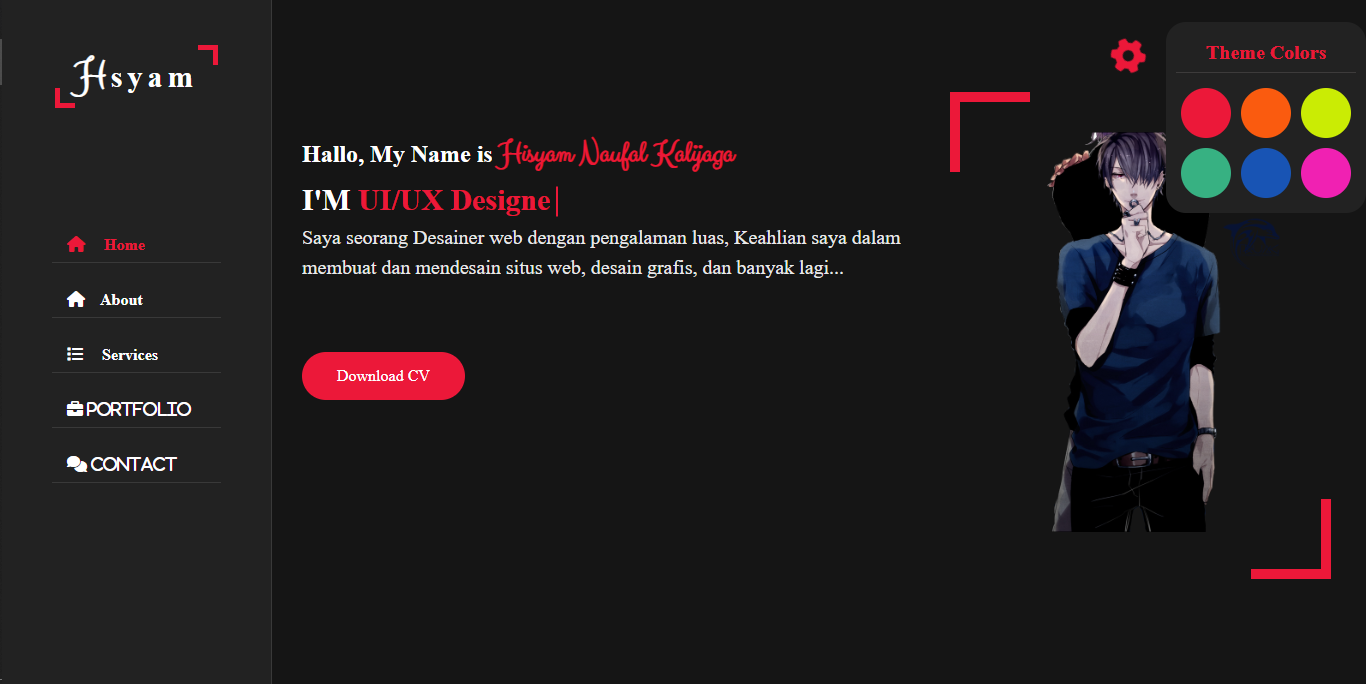 Hsyam
Home
About
Services
PORTFOLIO
CONTACT
Hallo, My Name is Hisyam Naufal Kalijaga
I'M UI/UX Designe
Saya seorang Desainer web dengan pengalaman luas, Keahlian saya dalam
membuat dan mendesain situs web, desain grafis, dan banyak lagi...
Download CV
Theme Colors